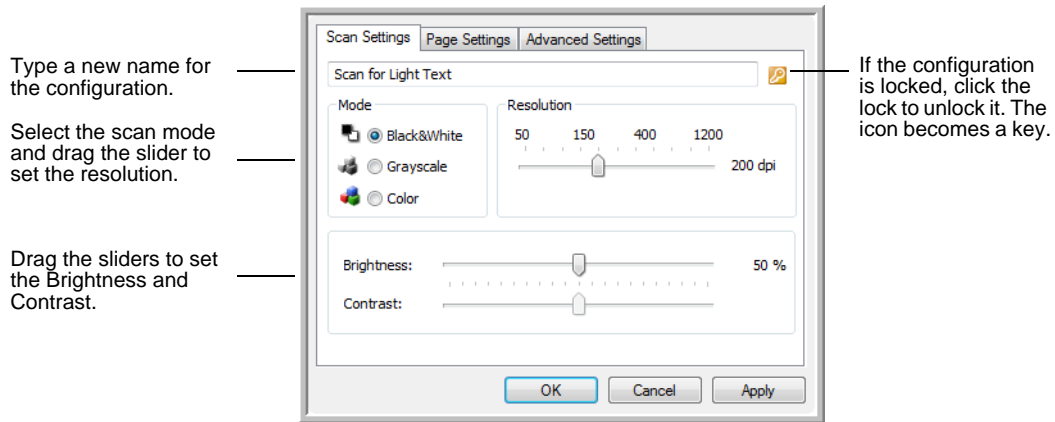 Type a new name for
the configuration.
Select the scan mode
and drag the slider to
set the resolution.
Drag the sliders to set
the Brightness and
Contrast.
Scan Settings Page Settings Advanced Settings
Scan for Light Text
Mode
Black&White
Grayscale
Color
Resolution
50 150 400 1200
200 dpi
Brightness: 50 %
Contrast:
OK Cancel Apply
If the configuration
is locked, click the
lock to unlock it. The
icon becomes a key.